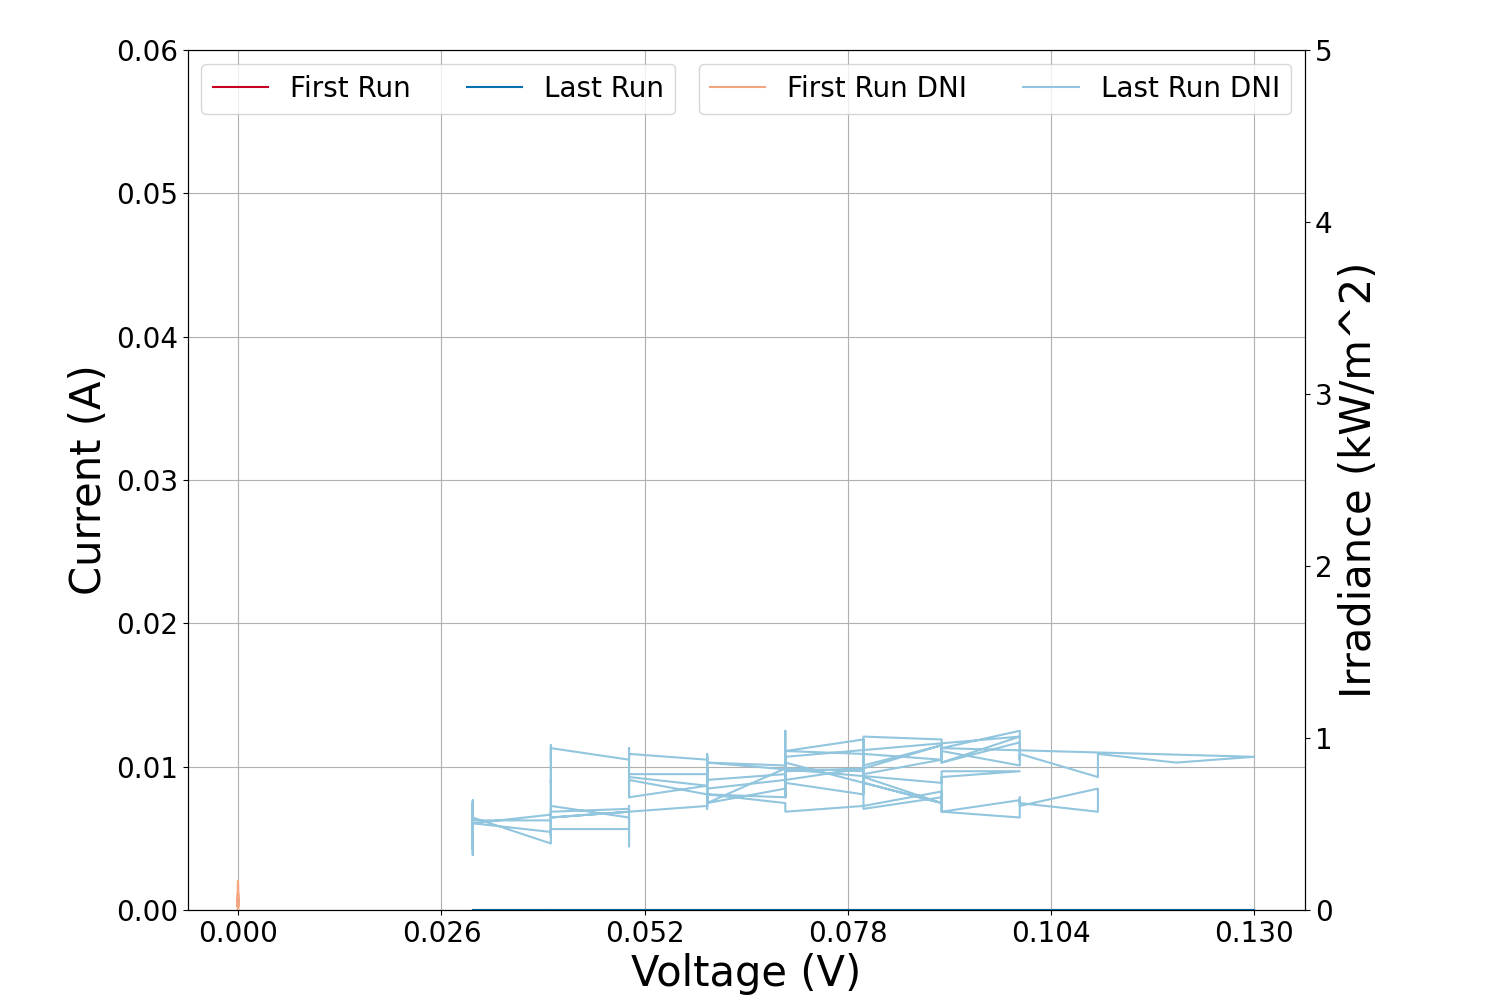 First Run
Last Run
First Run DNI
Last Run DNI
Current (A)
0.06
0.05
0.04
0.03
0.02
0.01
0.00
5
4
3
2
1
0
Irradiance (kW/m^2)
0.000 0.026 0.052 0.078 0.104 0.130
Voltage (V)